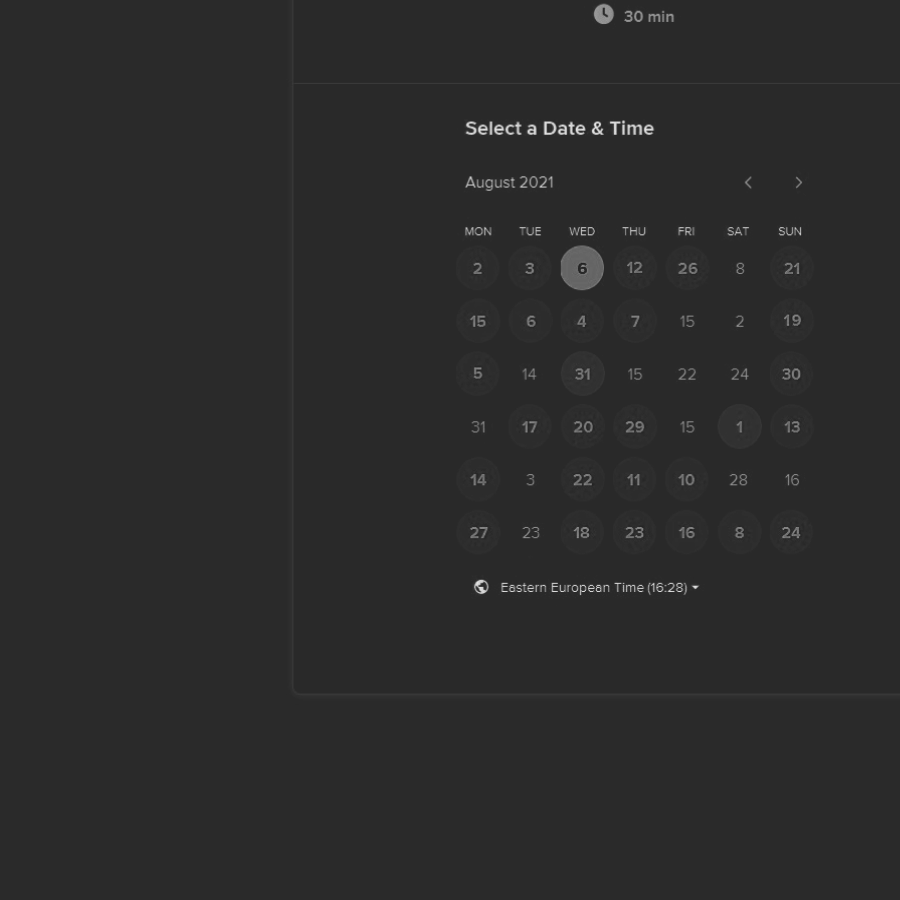 30 min
Select a Date & Time
August 2021
MON TUE WED THU FRI SAT SUN
2 3 6 12 26 8 21
15 6 4 7 15 2 19
5 14 31 15 22 24 30
31 17 20 29 15 1 13
14 3 22 11 10 28 16
27 23 18 23 16 8 24
Eastern European Time (16:28)